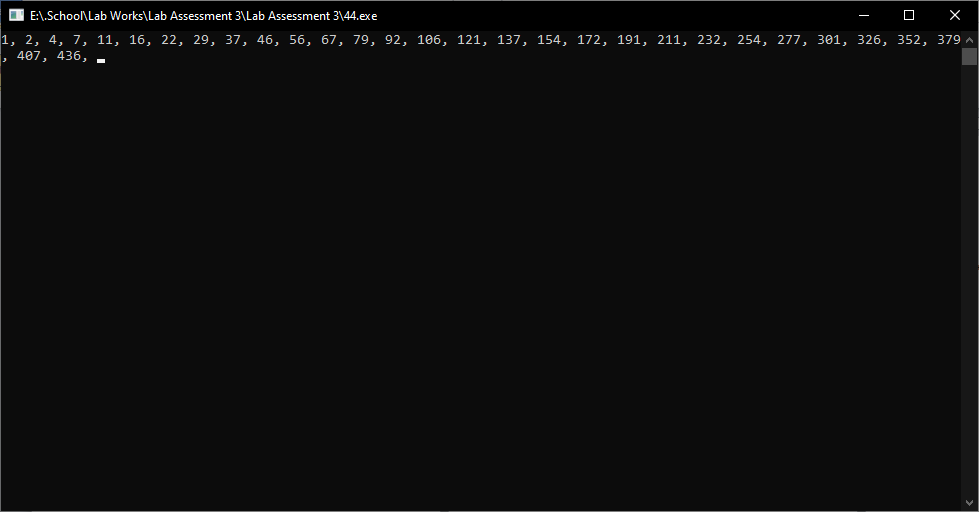 E:\.School\Lab Works\Lab Assessment 3\Lab Assessment 3\44.exe
1, 2, 4, 7, 11, 16, 22, 29, 37, 46, 56, 67, 79, 92, 106, 121, 137, 154, 172, 191, 211, 232, 254, 277, 301, 326, 352, 379
, 407, 436,